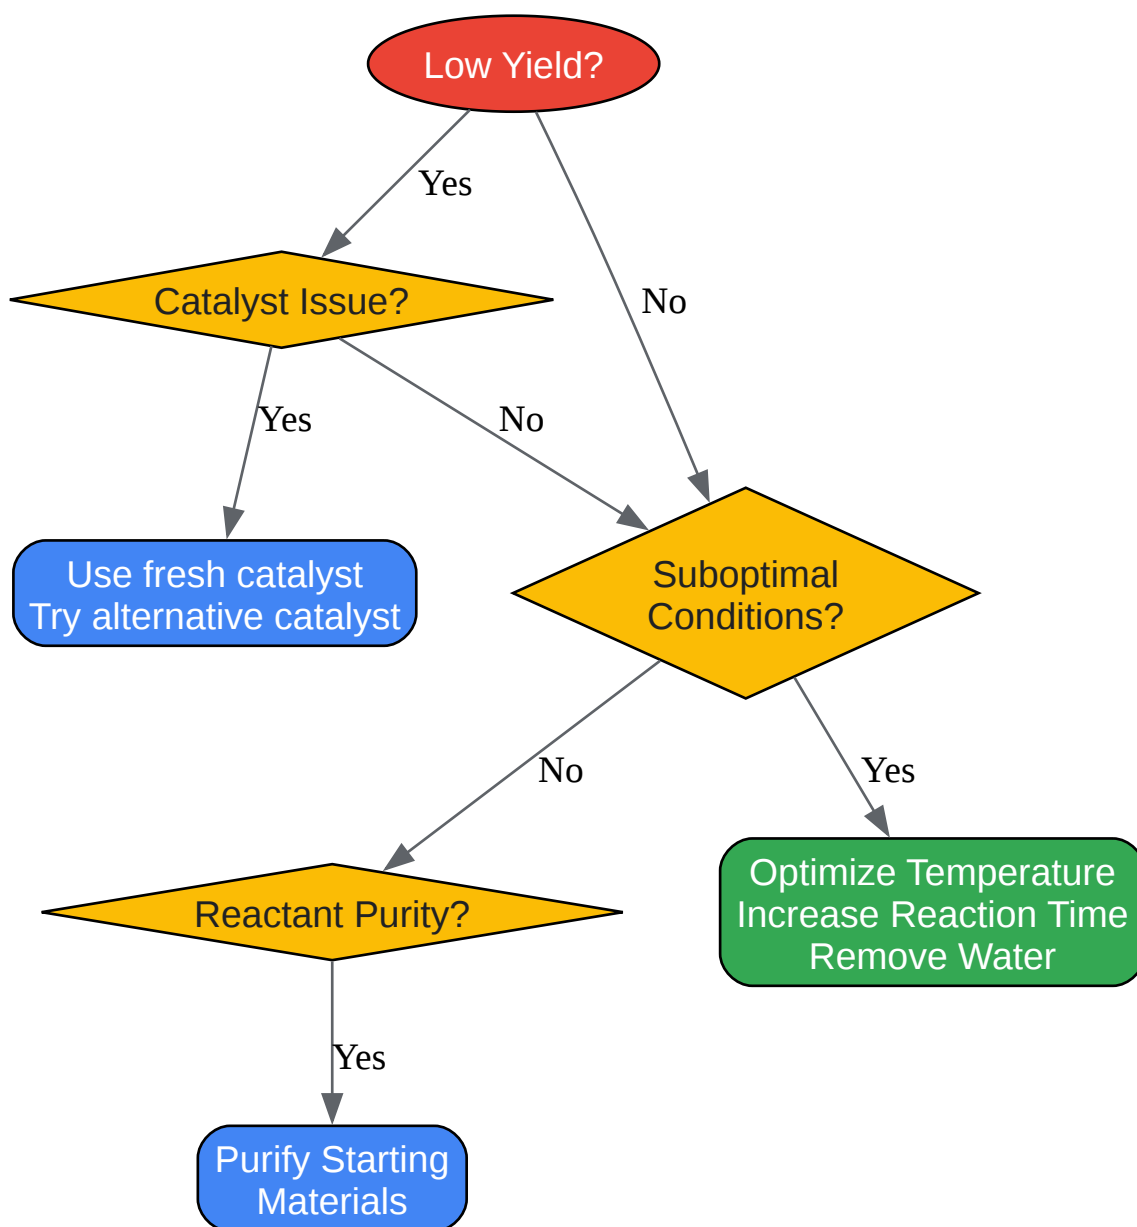 Low Yield?
Yes
Catalyst Issue?
No
Yes
No
Use fresh catalyst
Try alternative catalyst
Suboptimal
Conditions?
No
Yes
Optimize Temperature
Increase Reaction Time
Remove Water
Reactant Purity?
Yes
Purify Starting
Materials